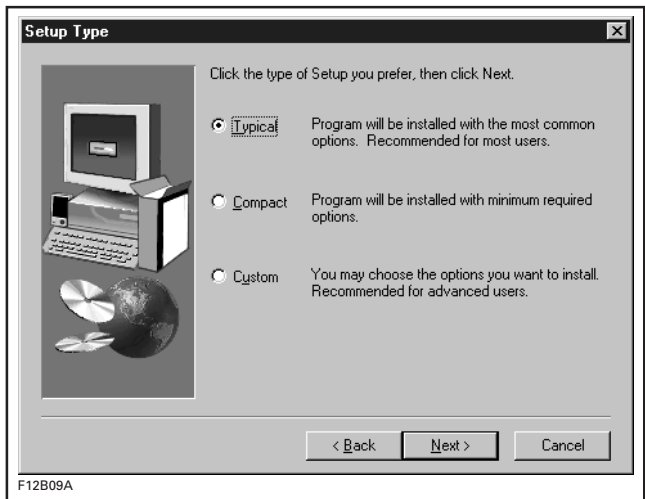 Setup Type
Click the type of Setup you prefer, then click Next.
Typical
Program will be installed with the most common
options. Recommended for most users.
Compact
Program will be installed with minimum required
options.
Custom
You may choose the options you want to install.
Recommended for advanced users.
< Back
Next >
Cancel
F12B09A